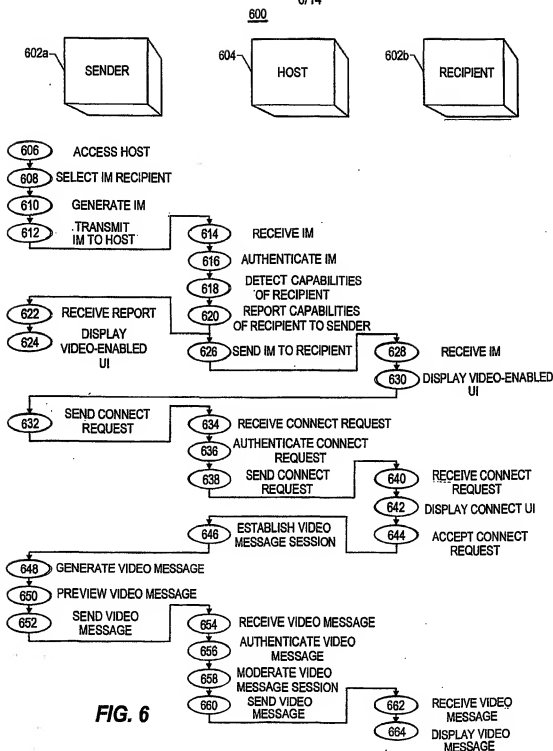 6/14
600
602a
SENDER
604
HOST
602b
RECIPIENT
606 ACCESS HOST
608 SELECT IM RECIPIENT
610 GENERATE IM
612 TRANSMIT
IM TO HOST
614 RECEIVE IM
616 AUTHENTICATE IM
618 DETECT CAPABILITIES
OF RECIPIENT
620 REPORT CAPABILITIES
OF RECIPIENT TO SENDER
622 RECEIVE REPORT
624 DISPLAY
VIDEO-ENABLED
UI
626 SEND IM TO RECIPIENT
628 RECEIVE IM
630 DISPLAY VIDEO-ENABLED
UI
632 SEND CONNECT
REQUEST
634 RECEIVE CONNECT REQUEST
636 AUTHENTICATE CONNECT
REQUEST
638 SEND CONNECT
REQUEST
640 RECEIVE CONNECT
REQUEST
642 DISPLAY CONNECT UI
644 ACCEPT CONNECT
REQUEST
646 ESTABLISH VIDEO
MESSAGE SESSION
648 GENERATE VIDEO MESSAGE
650 PREVIEW VIDEO MESSAGE
652 SEND VIDEO
MESSAGE
654 RECEIVE VIDEO MESSAGE
656 AUTHENTICATE VIDEO
MESSAGE
658 MODERATE VIDEO
MESSAGE SESSION
660 SEND VIDEO
MESSAGE
662 RECEIVE VIDEO
MESSAGE
664 DISPLAY VIDEO
MESSAGE
FIG. 6